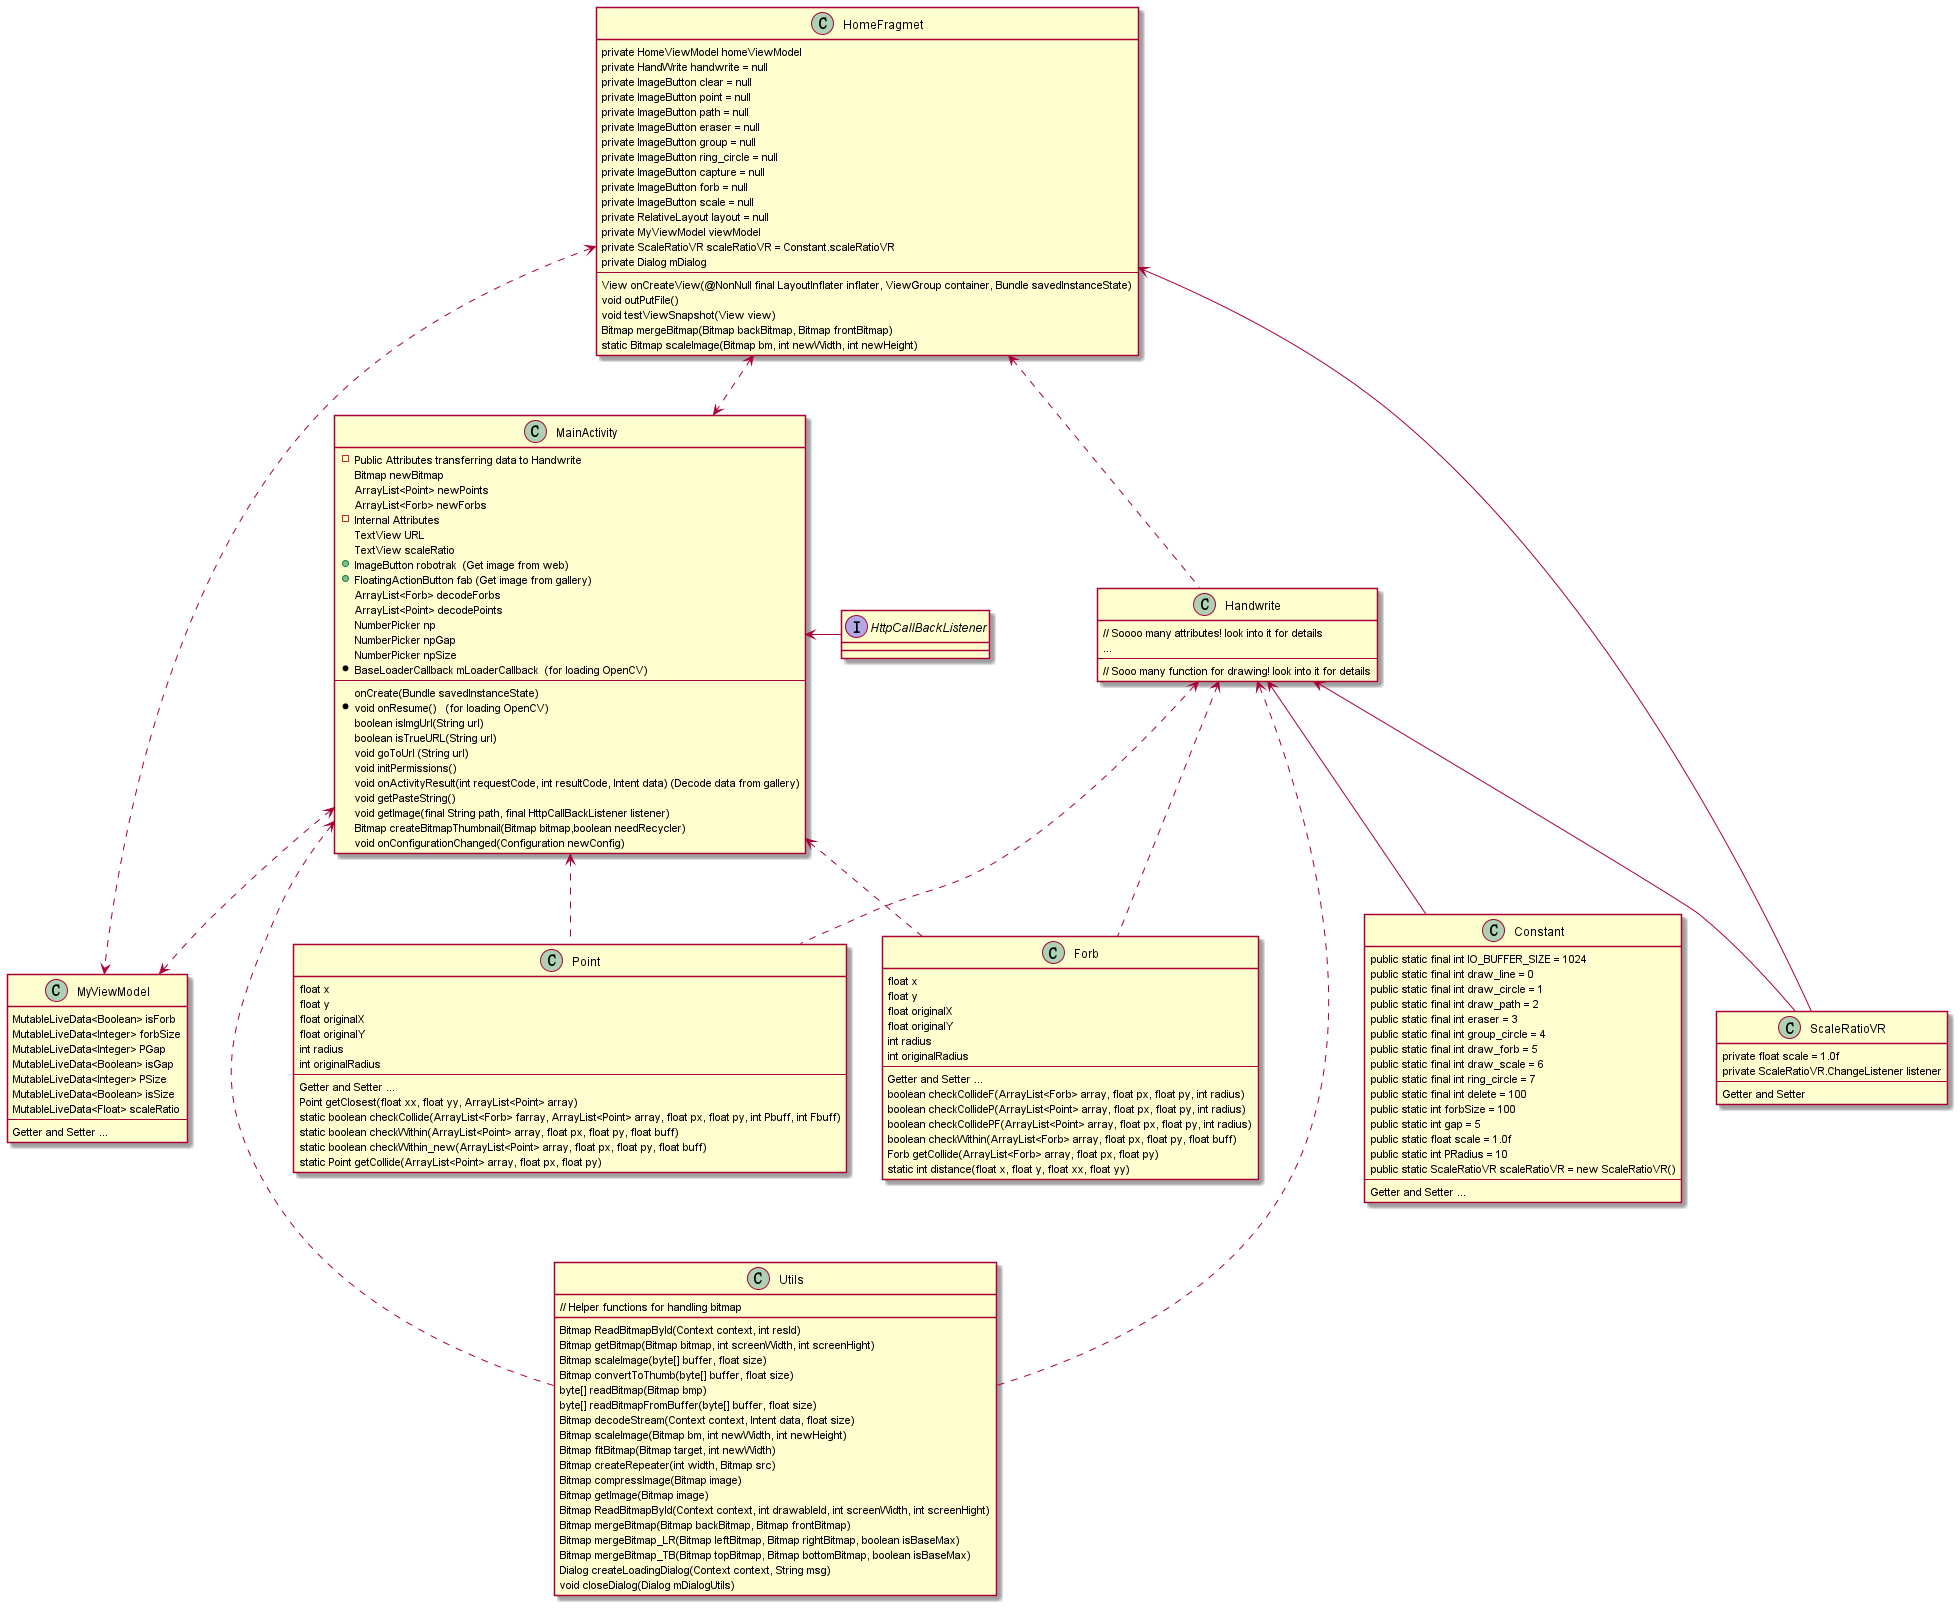 C HomeFragmet
private HomeViewModel homeViewModel
private HandWrite handwrite = null
private ImageButton clear = null
private ImageButton point = null
private ImageButton path = null
private ImageButton eraser = null
private ImageButton group = null
private ImageButton ring_circle = null
private ImageButton capture = null
private ImageButton forb = null
private ImageButton scale = null
private RelativeLayout layout = null
private MyViewModel viewModel
private ScaleRatioVR scaleRatioVR = Constant.scaleRatioVR
private Dialog mDialog
View onCreateView(@NonNull final LayoutInflater inflater, ViewGroup container, Bundle savedInstanceState)
void outPutFile()
void testViewSnapshot(View view)
Bitmap mergeBitmap(Bitmap backBitmap, Bitmap frontBitmap)
static Bitmap scaleImage(Bitmap bm, int newWidth, int newHeight)
C MainActivity
Public Attributes transferring data to Handwrite
Bitmap newBitmap
ArrayList<Point> newPoints
ArrayList<Forb> newForbs
Internal Attributes
TextView URL
TextView scaleRatio
ImageButton robotrak  (Get image from web)
FloatingActionButton fab (Get image from gallery)
ArrayList<Forb> decodeForbs
ArrayList<Point> decodePoints
NumberPicker np
NumberPicker npGap
NumberPicker npSize
BaseLoaderCallback mLoaderCallback  (for loading OpenCV)
onCreate(Bundle savedInstanceState)
void onResume()   (for loading OpenCV)
boolean isImgUrl(String url)
boolean isTrueURL(String url)
void goToUrl (String url)
void initPermissions()
void onActivityResult(int requestCode, int resultCode, Intent data) (Decode data from gallery)
void getPasteString()
void getImage(final String path, final HttpCallBackListener listener)
Bitmap createBitmapThumbnail(Bitmap bitmap,boolean needRecycler)
void onConfigurationChanged(Configuration newConfig)
I HttpCallBackListener
C Handwrite
// Soooo many attributes! look into it for details
...
// Sooo many function for drawing! look into it for details
C MyViewModel
MutableLiveData<Boolean> isForb
MutableLiveData<Integer> forbSize
MutableLiveData<Integer> PGap
MutableLiveData<Boolean> isGap
MutableLiveData<Integer> PSize
MutableLiveData<Boolean> isSize
MutableLiveData<Float> scaleRatio
Getter and Setter ...
C Point
float x
float y
float originalX
float originalY
int radius
int originalRadius
Getter and Setter ...
Point getClosest(float xx, float yy, ArrayList<Point> array)
static boolean checkCollide(ArrayList<Forb> farray, ArrayList<Point> array, float px, float py, int Pbuff, int Fbuff)
static boolean checkWithin(ArrayList<Point> array, float px, float py, float buff)
static boolean checkWithin_new(ArrayList<Point> array, float px, float py, float buff)
static Point getCollide(ArrayList<Point> array, float px, float py)
C Forb
float x
float y
float originalX
float originalY
int radius
int originalRadius
Getter and Setter ...
boolean checkCollideF(ArrayList<Forb> array, float px, float py, int radius)
boolean checkCollideP(ArrayList<Point> array, float px, float py, int radius)
boolean checkCollidePF(ArrayList<Point> array, float px, float py, int radius)
boolean checkWithin(ArrayList<Forb> array, float px, float py, float buff)
Forb getCollide(ArrayList<Forb> array, float px, float py)
static int distance(float x, float y, float xx, float yy)
C Constant
public static final int IO_BUFFER_SIZE = 1024
public static final int draw_line = 0
public static final int draw_circle = 1
public static final int draw_path = 2
public static final int eraser = 3
public static final int group_circle = 4
public static final int draw_forb = 5
public static final int draw_scale = 6
public static final int ring_circle = 7
public static final int delete = 100
public static int forbSize = 100
public static int gap = 5
public static float scale = 1.0f
public static int PRadius = 10
public static ScaleRatioVR scaleRatioVR = new ScaleRatioVR()
Getter and Setter ...
C ScaleRatioVR
private float scale = 1.0f
private ScaleRatioVR.ChangeListener listener
Getter and Setter
C Utils
// Helper functions for handling bitmap
Bitmap ReadBitmapById(Context context, int resId)
Bitmap getBitmap(Bitmap bitmap, int screenWidth, int screenHight)
Bitmap scaleImage(byte[] buffer, float size)
Bitmap convertToThumb(byte[] buffer, float size)
byte[] readBitmap(Bitmap bmp)
byte[] readBitmapFromBuffer(byte[] buffer, float size)
Bitmap decodeStream(Context context, Intent data, float size)
Bitmap scaleImage(Bitmap bm, int newWidth, int newHeight)
Bitmap fitBitmap(Bitmap target, int newWidth)
Bitmap createRepeater(int width, Bitmap src)
Bitmap compressImage(Bitmap image)
Bitmap getImage(Bitmap image)
Bitmap ReadBitmapById(Context context, int drawableId, int screenWidth, int screenHight)
Bitmap mergeBitmap(Bitmap backBitmap, Bitmap frontBitmap)
Bitmap mergeBitmap_LR(Bitmap leftBitmap, Bitmap rightBitmap, boolean isBaseMax)
Bitmap mergeBitmap_TB(Bitmap topBitmap, Bitmap bottomBitmap, boolean isBaseMax)
Dialog createLoadingDialog(Context context, String msg)
void closeDialog(Dialog mDialogUtils)